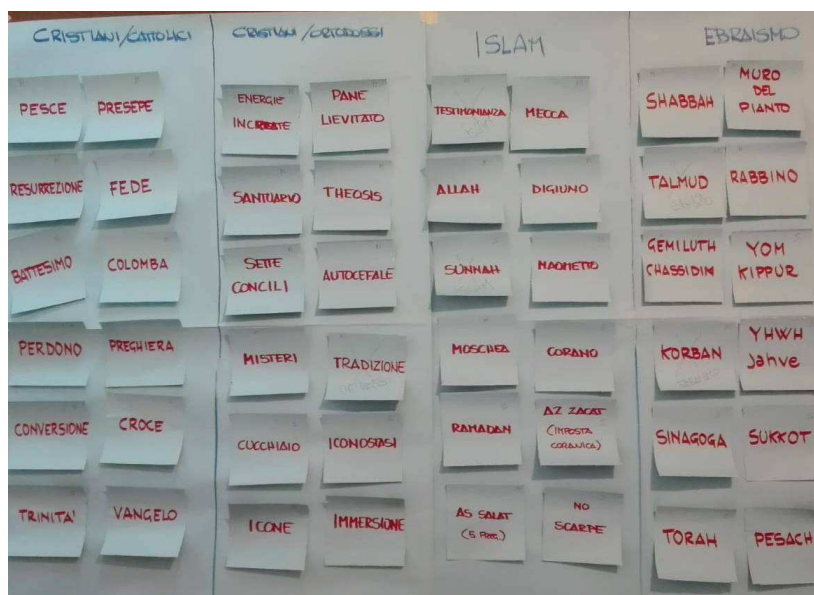 CRISTIANI/CATTOLICI
PESCE
PRESEPE
RESURREZIONE
FEDE
BATTESIMO
COLOMBA
PERDONO
PREGHIERA
CONVERSIONE
CROCE
TRINITA'
VANGELO
CRISTIANI/ORTODOSSI
ENERGIE
INCREATE
PANE
LIEVITATO
SANTUARIO
THEOSIS
SETTE
CONCILI
AUTOCEFALE
MISTERI
TRADIZIONE
CUCCHIAIO
ICONOSTASI
ICONE
IMMERSIONE
ISLAM
TESTIMONIANZA
MECCA
ALLAH
DIGIUNO
SUNNAH
MAOMETTO
MOSCHEA
CORANO
RAMADAN
AZ ZACAT
(IMPOSTA
CORANICA)
AS SALAT
(5 PREG.)
NO
SCARPE
EBRAISMO
SHABBAH
MURO
DEL
PIANTO
TALMUD
RABBINO
GEMILUTH
CHASSIDIM
YOM
KIPPUR
KORBAN
YHWH
Jahve
SINAGOGA
SUKKOT
TORAH
PESACH